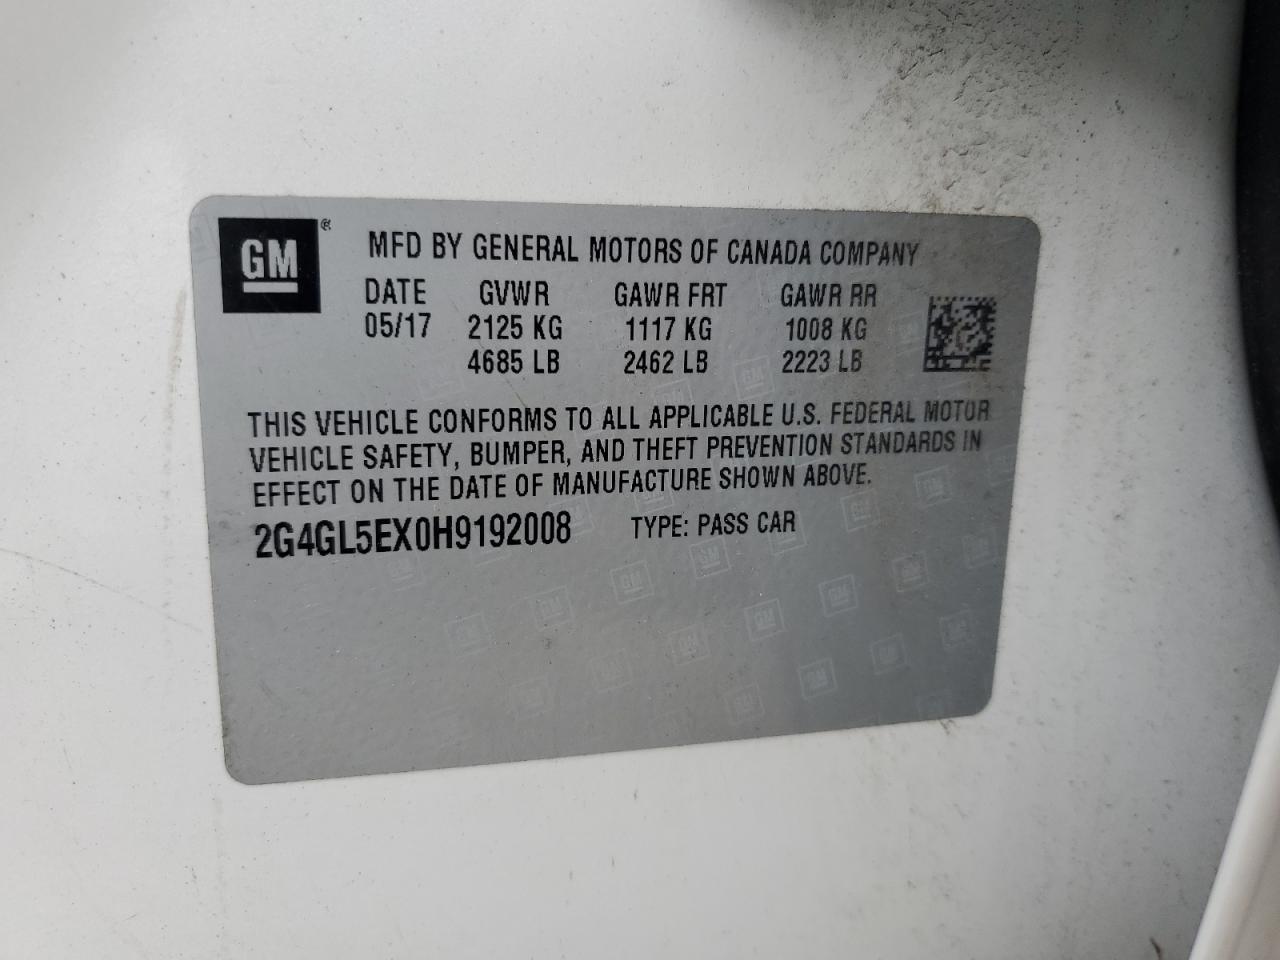 GM ®
MFD BY GENERAL MOTORS OF CANADA COMPANY
DATE GVWR GAWR FRT GAWR RR
05/17 2125 KG 1117 KG 1008 KG
4685 LB 2462 LB 2223 LB
THIS VEHICLE CONFORMS TO ALL APPLICABLE U.S. FEDERAL MOTOR
VEHICLE SAFETY, BUMPER, AND THEFT PREVENTION STANDARDS IN
EFFECT ON THE DATE OF MANUFACTURE SHOWN ABOVE.
2G4GL5EX0H9192008 TYPE: PASS CAR